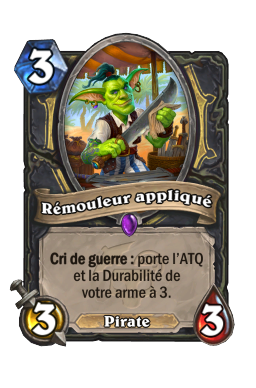 3
Rémouleur appliqué
Cri de guerre : porte l'ATQ
et la Durabilité de
votre arme à 3.
3
Pirate
3